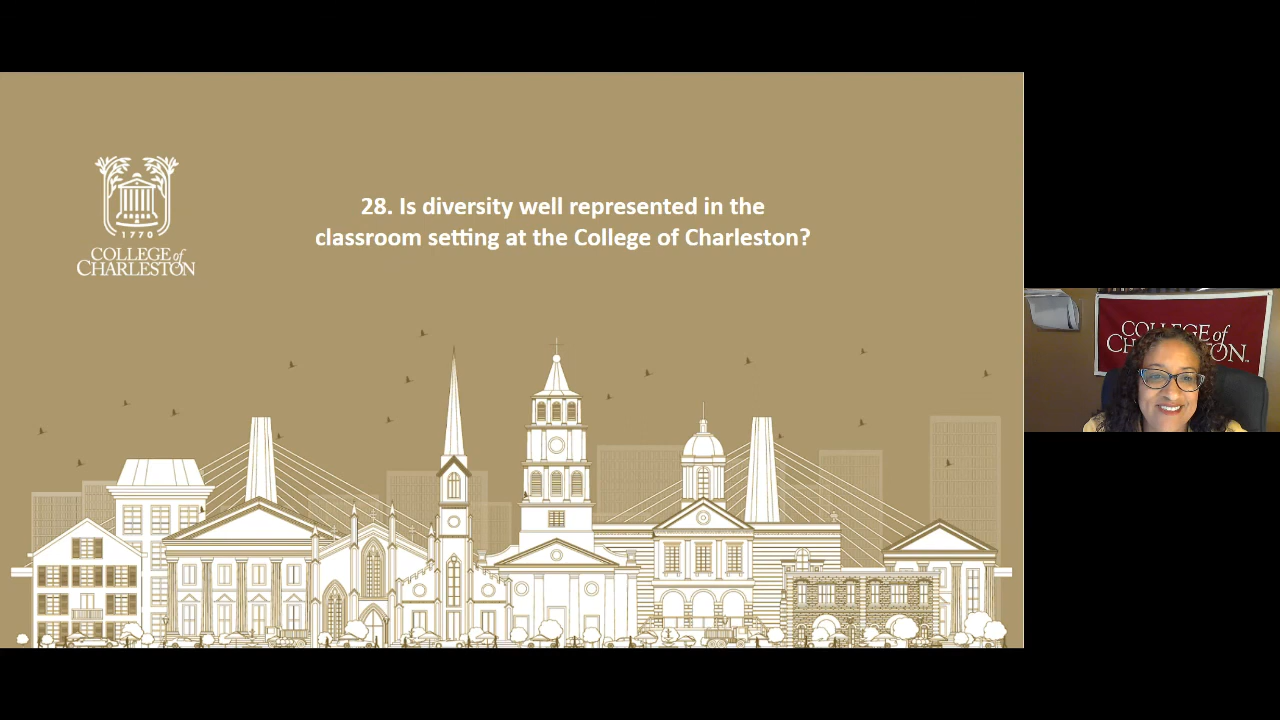 28. Is diversity well represented in the
classroom setting at the College of Charleston?
1770
COLLEGE of
CHARLESTON
COLLEGE of
CHARLESTON